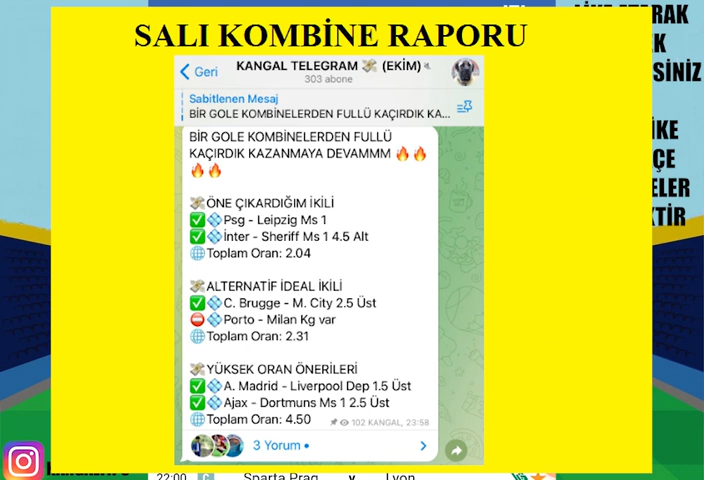 SALI KOMBİNE RAPORU
Geri
KANGAL TELEGRAM 💸 (EKİM)
303 abone
Sabitlenen Mesaj
BİR GOLE KOMBİNELERDEN FULLÜ KAÇIRDIK KA...
BİR GOLE KOMBİNELERDEN FULLÜ
KAÇIRDIK KAZANMAYA DEVAMMM 🔥🔥
🔥🔥
💸ÖNE ÇIKARDIĞIM İKİLİ
✅💠Psg - Leipzig Ms 1
✅💠İnter - Sheriff Ms 1 4.5 Alt
🌐Toplam Oran: 2.04
💸ALTERNATİF İDEAL İKİLİ
✅💠C. Brugge - M. City 2.5 Üst
⛔💠Porto - Milan Kg var
🌐Toplam Oran: 2.31
💸YÜKSEK ORAN ÖNERİLERİ
✅💠A. Madrid - Liverpool Dep 1.5 Üst
✅💠Ajax - Dortmuns Ms 1 2.5 Üst
🌐Toplam Oran: 4.50
102 KANGAL, 23:58
3 Yorum
SİNİZ
22:00 Sparta Prag v Lyon